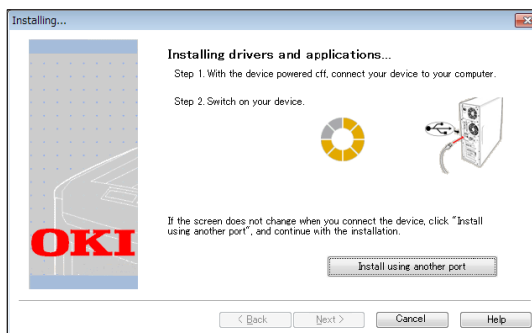 Installing...
Installing drivers and applications...
Step 1. With the device powered off, connect your device to your computer.
Step 2. Switch on your device.
OKI
If the screen does not change when you connect the device, click "Install
using another port", and continue with the installation.
Install using another port
< Back
Next >
Cancel
Help